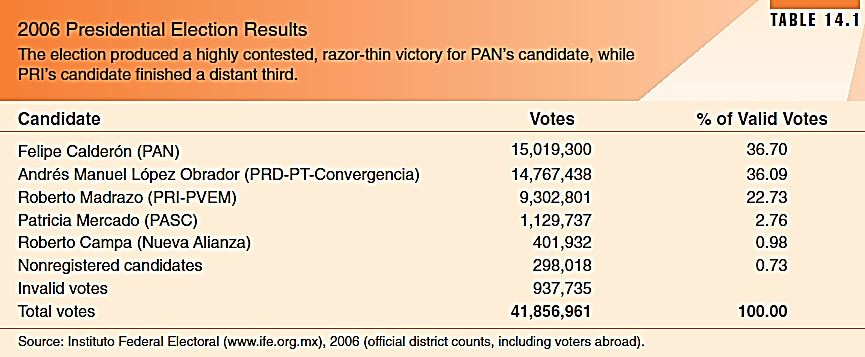 TABLE 14.1
2006 Presidential Election Results
The election produced a highly contested, razor-thin victory for PAN's candidate, while
PRI's candidate finished a distant third.
Candidate Votes % of Valid Votes
Felipe Calderón (PAN) 15,019,300 36.70
Andrés Manuel López Obrador (PRD-PT-Convergencia) 14,767,438 36.09
Roberto Madrazo (PRI-PVEM) 9,302,801 22.73
Patricia Mercado (PASC) 1,129,737 2.76
Roberto Campa (Nueva Alianza) 401,932 0.98
Nonregistered candidates 298,018 0.73
Invalid votes 937,735
Total votes 41,856,961 100.00
Source: Instituto Federal Electoral (www.ife.org.mx), 2006 (official district counts, including voters abroad).